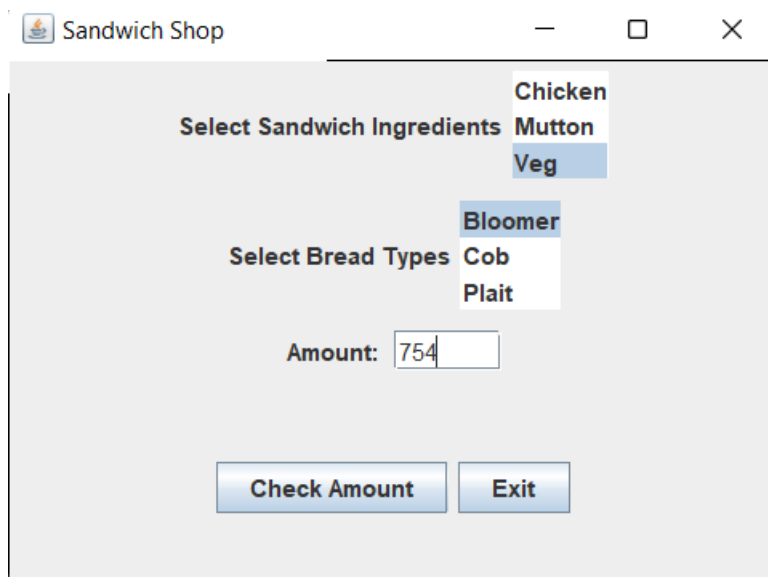 Sandwich Shop
Chicken
Select Sandwich Ingredients Mutton
Veg
Bloomer
Select Bread Types Cob
Plait
Amount: 754
Check Amount Exit